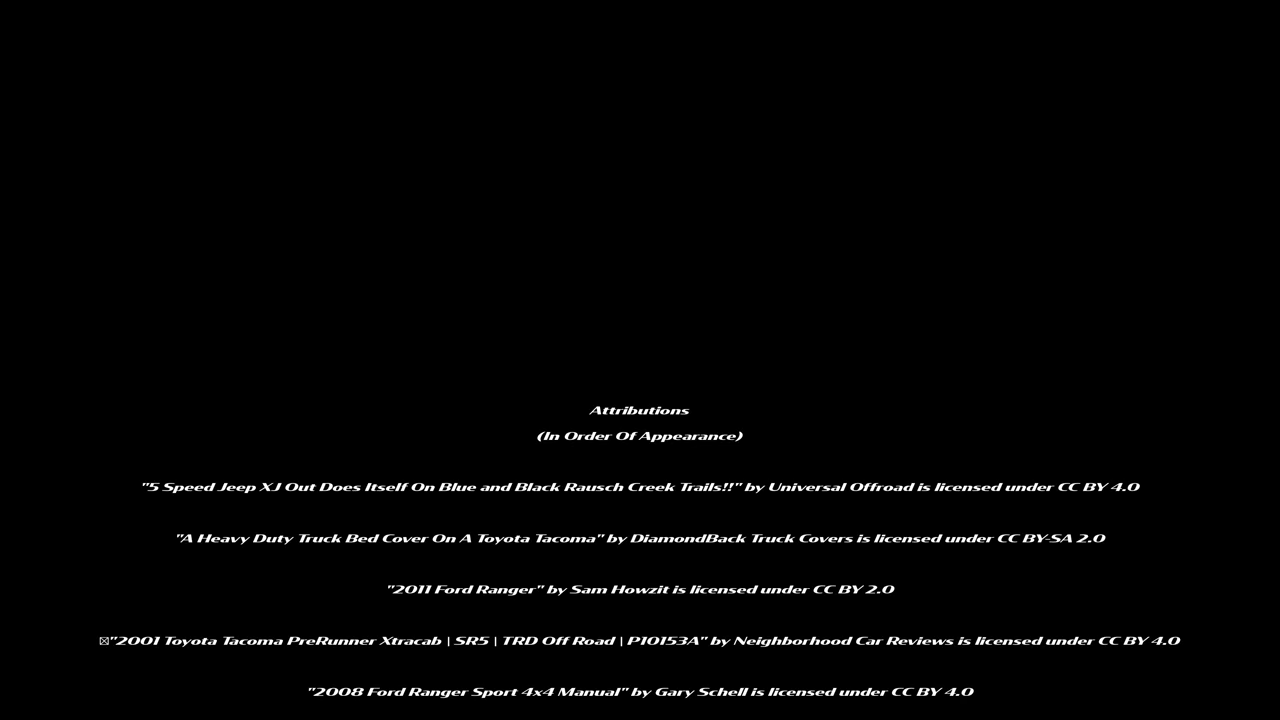 Attributions
(In Order Of Appearance)
"5 Speed Jeep XJ Out Does Itself On Blue and Black Rausch Creek Trails!!" by Universal Offroad is licensed under CC BY 4.0
"A Heavy Duty Truck Bed Cover On A Toyota Tacoma" by DiamondBack Truck Covers is licensed under CC BY-SA 2.0
"2011 Ford Ranger" by Sam Howzit is licensed under CC BY 2.0
"2001 Toyota Tacoma PreRunner Xtracab | SR5 | TRD Off Road | P10153A" by Neighborhood Car Reviews is licensed under CC BY 4.0
"2008 Ford Ranger Sport 4x4 Manual" by Gary Schell is licensed under CC BY 4.0